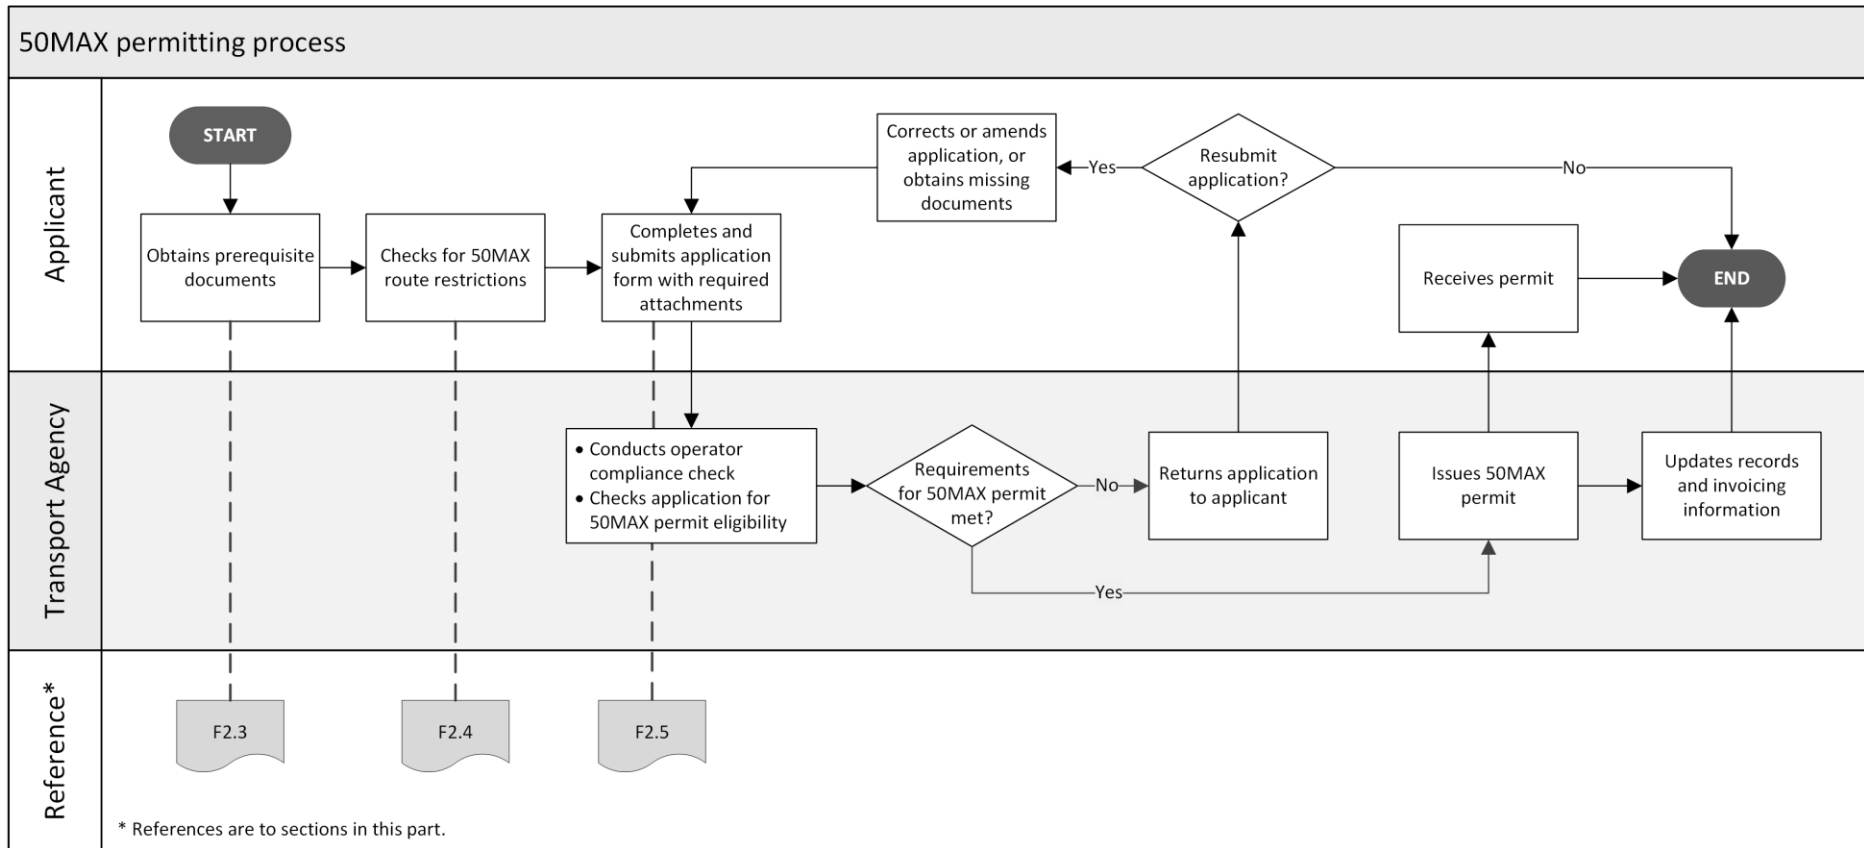 50MAX permitting process
Applicant
START
Obtains prerequisite
documents
Checks for 50MAX
route restrictions
Completes and
submits application
form with required
attachments
Corrects or amends
application, or
obtains missing
documents
Yes
Resubmit
application?
No
Receives permit
END
Transport Agency
• Conducts operator
compliance check
• Checks application for
50MAX permit eligibility
Requirements
for 50MAX permit
met?
No
Returns application
to applicant
Yes
Issues 50MAX
permit
Updates records
and invoicing
information
Reference*
F2.3
F2.4
F2.5
* References are to sections in this part.